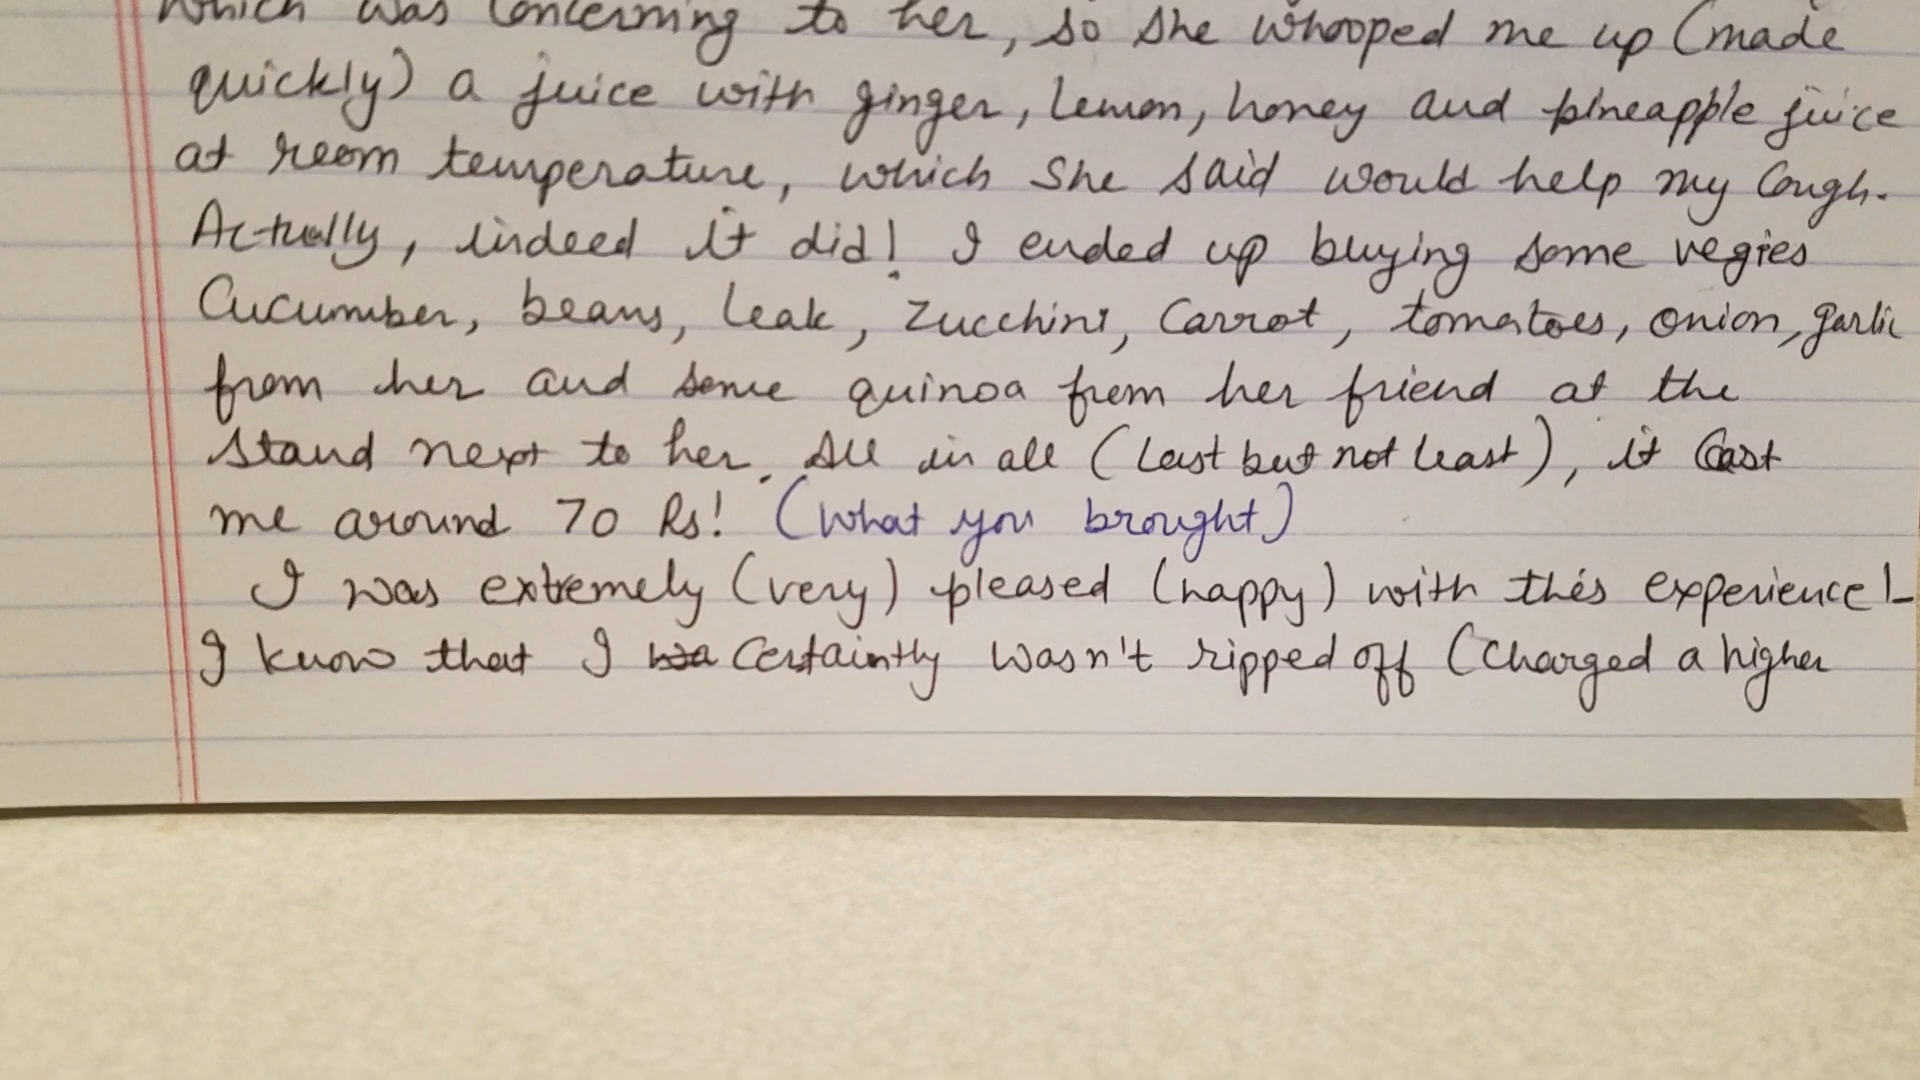 which was concerning to her, so she whooped me up (made
quickly) a juice with ginger, lemon, honey and pineapple juice
at room temperature, which she said would help my cough.
Actually, indeed it did! I ended up buying some vegies
Cucumber, beans, leak, zucchini, carrot, tomatoes, onion, garlic
from her and some quinoa from her friend at the
stand next to her. All in all (last but not least), it cost
me around 70 Rs! (what you brought)
I was extremely (very) pleased (happy) with this experience!
I know that I wa certaintly wasn't ripped off (charged a higher